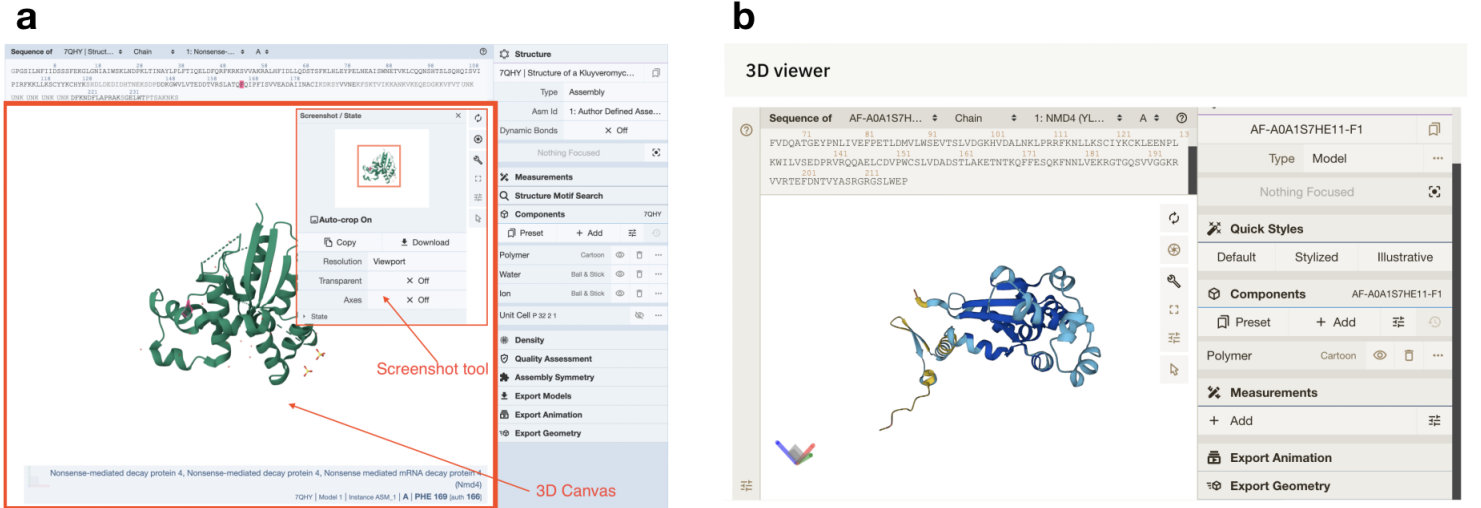 a
Sequence of 7QHY | Struct... Chain 1: Nonsense-... A
Structure
7QHY | Structure of a Kluyveromyc...
Type Assembly
Asm Id 1: Author Defined Asse...
Dynamic Bonds × Off
Nothing Focused
Measurements
Structure Motif Search
Components 7QHY
Preset + Add
Polymer Cartoon
Water Ball & Stick
Ion Ball & Stick
Unit Cell P 32 2 1
Density
Quality Assessment
Assembly Symmetry
Export Models
Export Animation
Export Geometry
Screenshot / State
Auto-crop On
Copy Download
Resolution Viewport
Transparent × Off
Axes × Off
State
Screenshot tool
3D Canvas
Nonsense-mediated decay protein 4, Nonsense-mediated decay protein 4, Nonsense mediated mRNA decay protein 4
(Nmd4)
7QHY | Model 1 | Instance ASM_1 | A | PHE 169 [auth 166]
b
3D viewer
Sequence of AF-A0A1S7H... Chain 1: NMD4 (YL... A
71 81 91 101 111 121 13
FVDQATGEYPNLIVEFPETLDMVLWSEVTSLVDGKHVDALNKLPRRFKNLLKSCIYKCKLEENPL
141 151 161 171 181 191
KWILVSEDPRVRQQAELCDVPWCSLVDADSTLAKETNTKQFFESQKFNNLVEKRGTGQSVVGGKR
201 211
VVRTEFDNTVYASRGRGSLWEP
AF-A0A1S7HE11-F1
Type Model
Nothing Focused
Quick Styles
Default Stylized Illustrative
Components AF-A0A1S7HE11-F1
Preset + Add
Polymer Cartoon
Measurements
+ Add
Export Animation
Export Geometry